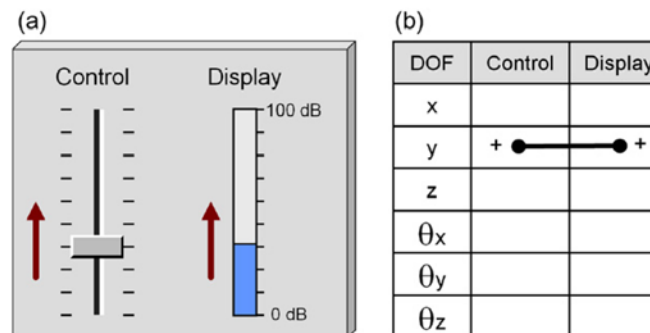 (a)
Control Display
100 dB
0 dB
(b)
DOF Control Display
x
y + +
z
θx
θy
θz